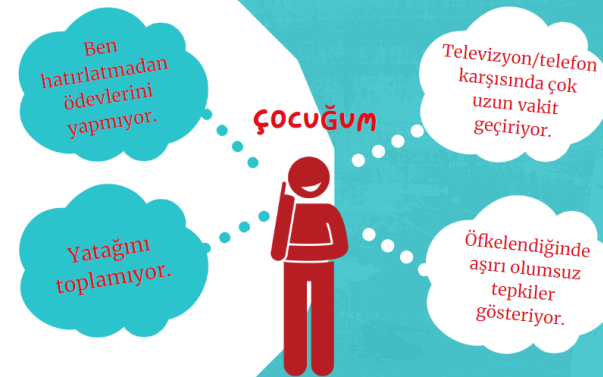 Ben
hatırlatmadan
ödevlerini
yapmıyor.
Televizyon/telefon
karşısında çok
uzun vakit
geçiriyor.
çocuğum
Yatağını
toplamıyor.
Öfkelendiğinde
aşırı olumsuz
tepkiler
gösteriyor.